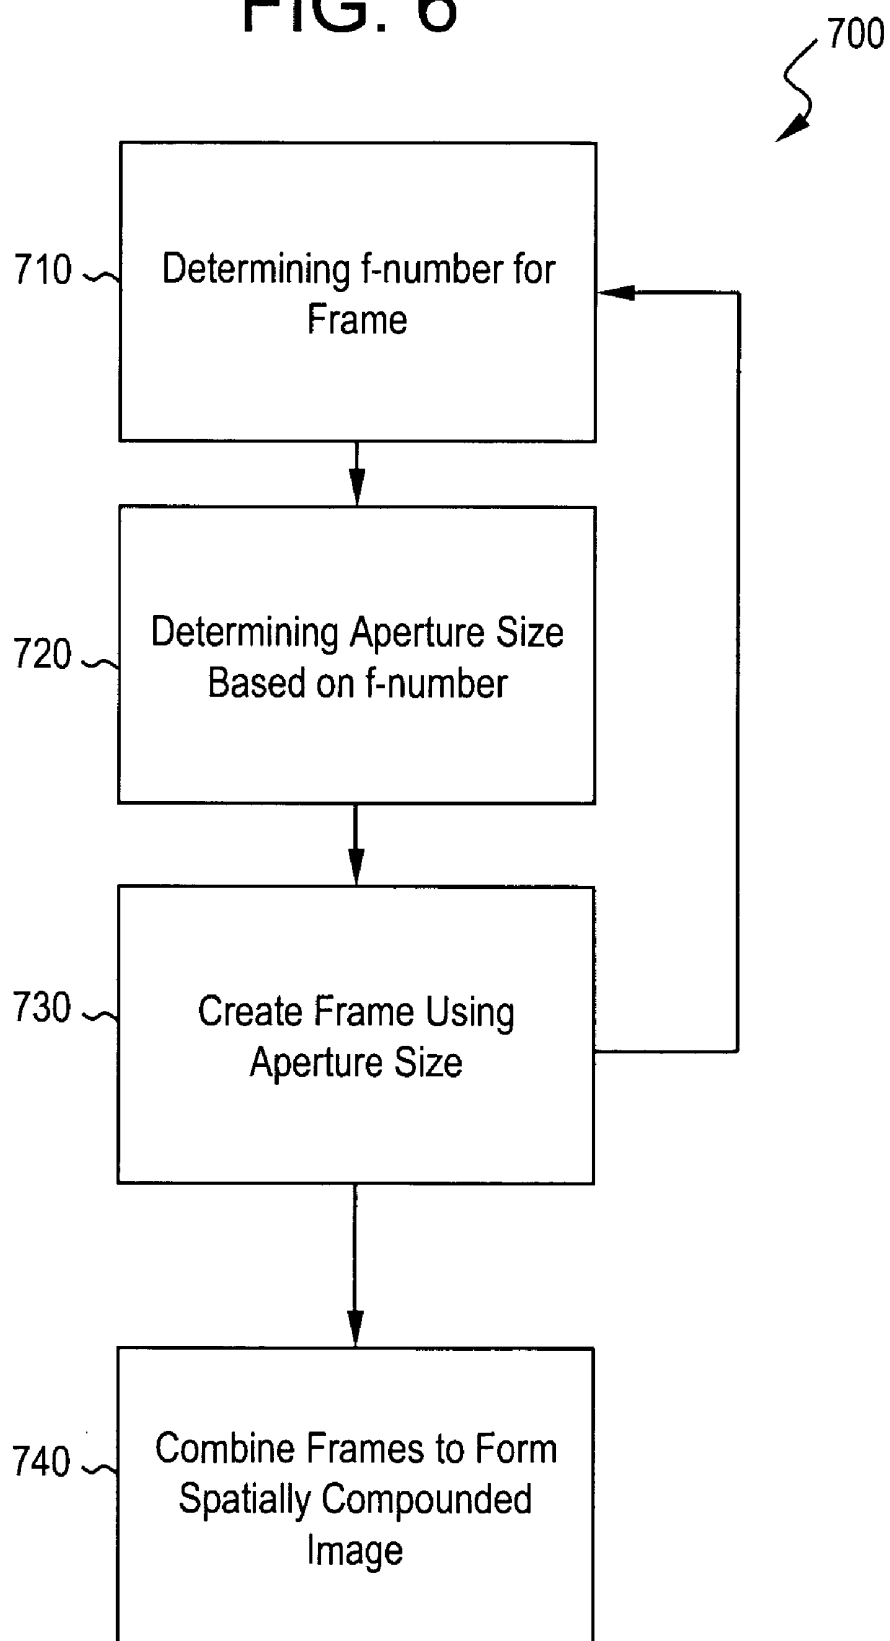 FIG. 6
700
710
Determining f-number for
Frame
720
Determining Aperture Size
Based on f-number
730
Create Frame Using
Aperture Size
740
Combine Frames to Form
Spatially Compounded
Image